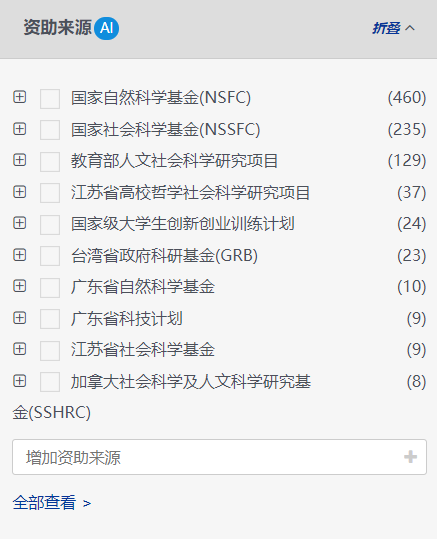 资助来源 AI 折叠
国家自然科学基金(NSFC) (460)
国家社会科学基金(NSSFC) (235)
教育部人文社会科学研究项目 (129)
江苏省高校哲学社会科学研究项目 (37)
国家级大学生创新创业训练计划 (24)
台湾省政府科研基金(GRB) (23)
广东省自然科学基金 (10)
广东省科技计划 (9)
江苏省社会科学基金 (9)
加拿大社会科学及人文科学研究基 (8)
金(SSHRC)
增加资助来源
全部查看 >